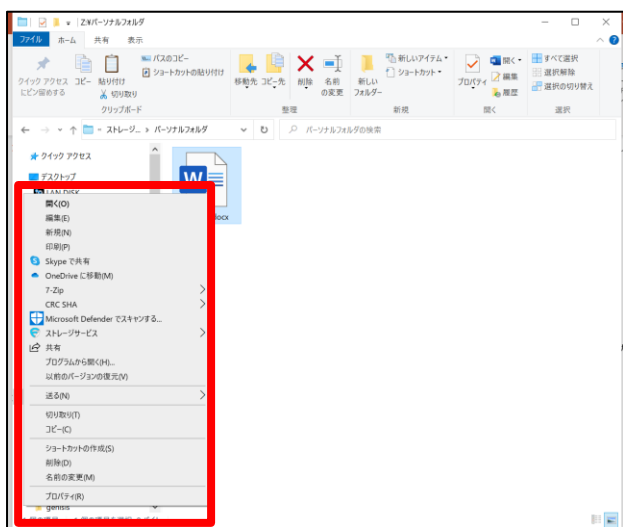 Z:¥パーソナルフォルダ
ファイル ホーム 共有 表示
クイック アクセスにピン留めする
コピー
貼り付け
パスのコピー
ショートカットの貼り付け
切り取り
移動先 コピー先 削除 名前の変更
新しいフォルダー
新しいアイテム
ショートカット
プロパティ
開く
編集
履歴
すべて選択
選択解除
選択の切り替え
クリップボード 整理 新規 開く 選択
ストレージ... パーソナルフォルダ
パーソナルフォルダの検索
クイック アクセス
デスクトップ
LAN DISK
W
ocx
開く(O)
編集(E)
新規(N)
印刷(P)
Skype で共有
OneDrive に移動(M)
7-Zip
CRC SHA
Microsoft Defender でスキャンする...
ストレージサービス
共有
プログラムから開く(H)...
以前のバージョンの復元(V)
送る(N)
切り取り(T)
コピー(C)
ショートカットの作成(S)
削除(D)
名前の変更(M)
プロパティ(R)
genisis